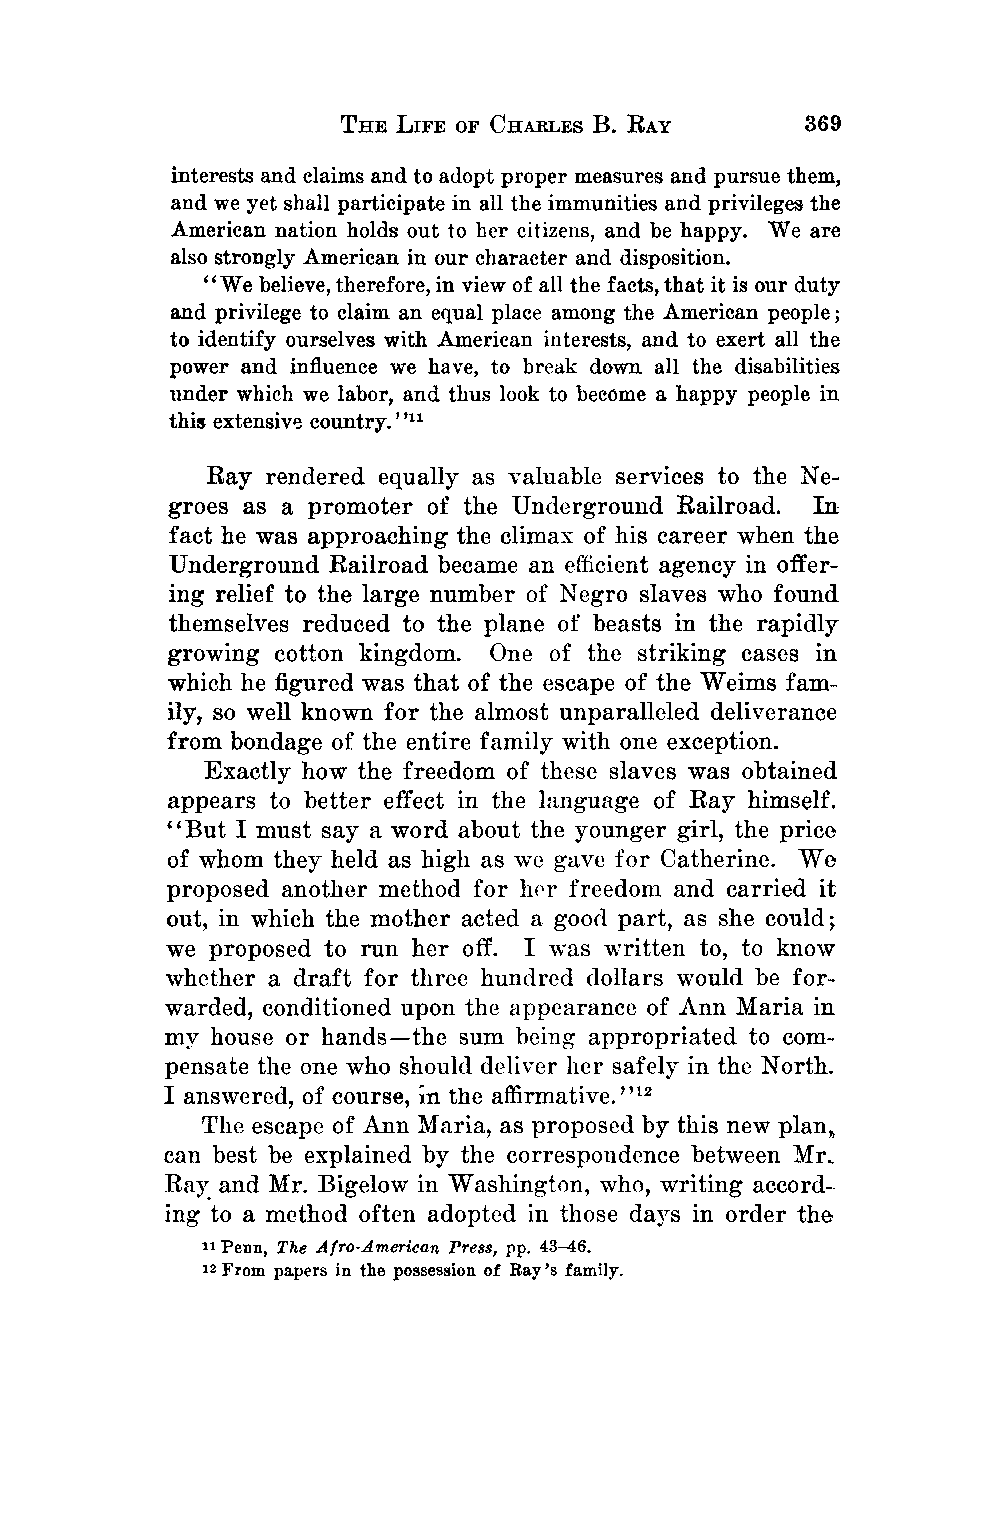 THE LIFE OF CHARLES B. RAY 369
interests and claims and to adopt proper measures and pursue them,
and we yet shall participate in all the immunities and privileges the
American nation holds out to her citizens, and be happy. We are
also strongly American in our character and disposition.
“We believe, therefore, in view of all the facts, that it is our duty
and privilege to claim an equal place among the American people;
to identify ourselves with American interests, and to exert all the
power and influence we have, to break down all the disabilities
under which we labor, and thus look to become a happy people in
this extensive country.”11
Ray rendered equally as valuable services to the Ne-
groes as a promoter of the Underground Railroad. In
fact he was approaching the climax of his career when the
Underground Railroad became an efficient agency in offer-
ing relief to the large number of Negro slaves who found
themselves reduced to the plane of beasts in the rapidly
growing cotton kingdom. One of the striking cases in
which he figured was that of the escape of the Weims fam-
ily, so well known for the almost unparalleled deliverance
from bondage of the entire family with one exception.
Exactly how the freedom of these slaves was obtained
appears to better effect in the language of Ray himself.
“But I must say a word about the younger girl, the price
of whom they held as high as we gave for Catherine. We
proposed another method for her freedom and carried it
out, in which the mother acted a good part, as she could;
we proposed to run her off. I was written to, to know
whether a draft for three hundred dollars would be for-
warded, conditioned upon the appearance of Ann Maria in
my house or hands—the sum being appropriated to com-
pensate the one who should deliver her safely in the North.
I answered, of course, in the affirmative.”12
The escape of Ann Maria, as proposed by this new plan,
can best be explained by the correspondence between Mr.
Ray and Mr. Bigelow in Washington, who, writing accord-
ing to a method often adopted in those days in order the
11 Penn, The Afro-American Press, pp. 43–46.
12 From papers in the possession of Ray's family.